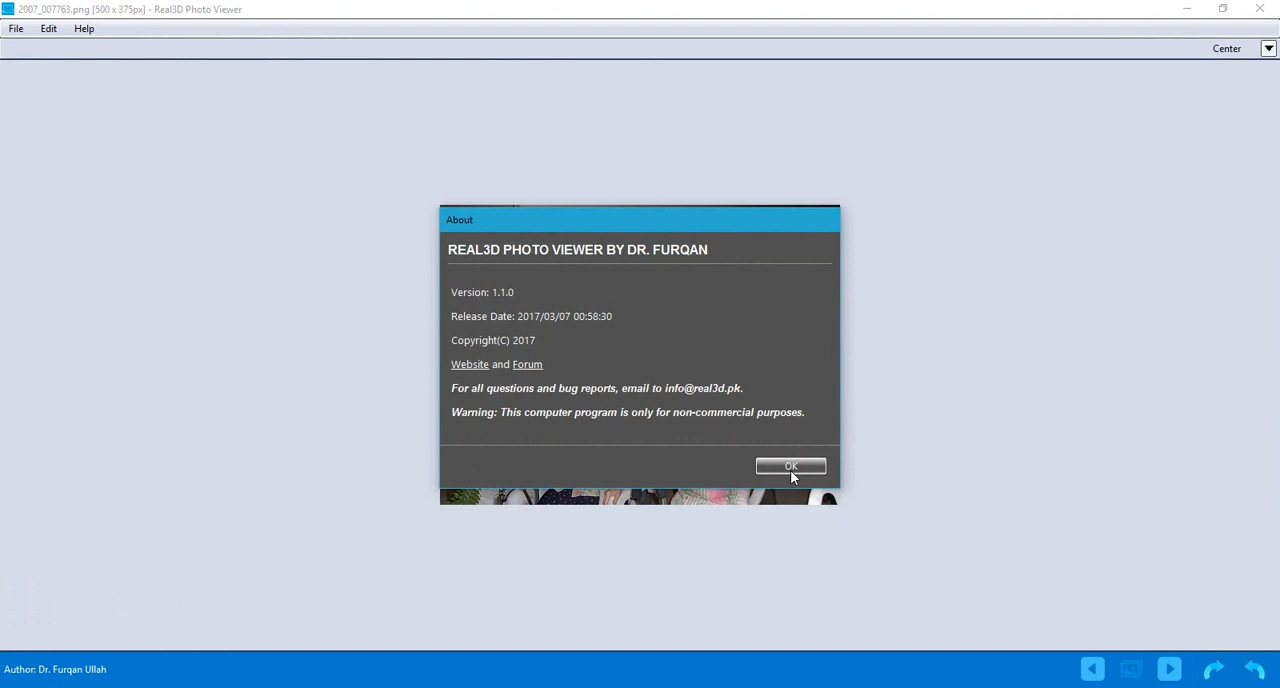 2007_007763.png [500 x 375px] - Real3D Photo Viewer
File Edit Help
Center
About
REAL3D PHOTO VIEWER BY DR. FURQAN
Version: 1.1.0
Release Date: 2017/03/07 00:58:30
Copyright(C) 2017
Website and Forum
For all questions and bug reports, email to info@real3d.pk.
Warning: This computer program is only for non-commercial purposes.
OK
Author: Dr. Furqan Ullah